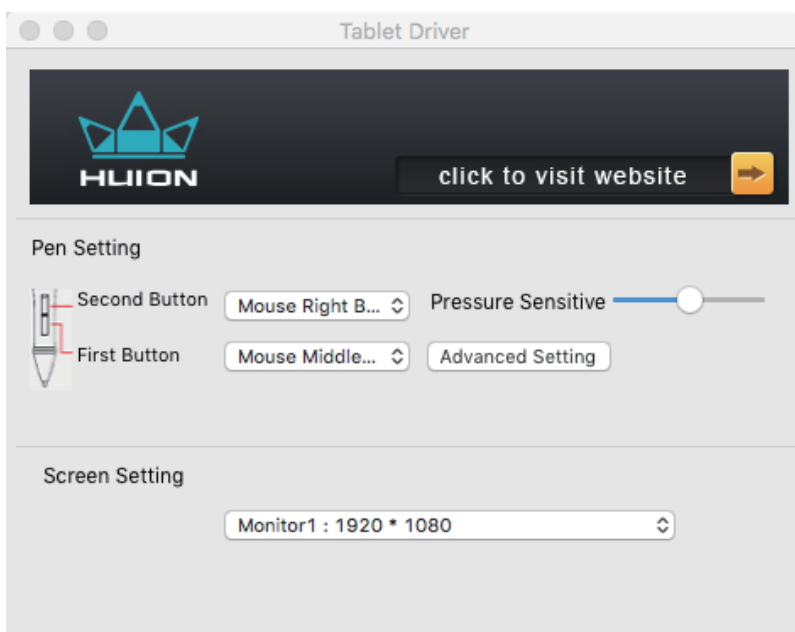 Tablet Driver
HUION
click to visit website
Pen Setting
Second Button
Mouse Right B...
Pressure Sensitive
First Button
Mouse Middle...
Advanced Setting
Screen Setting
Monitor1 : 1920 * 1080